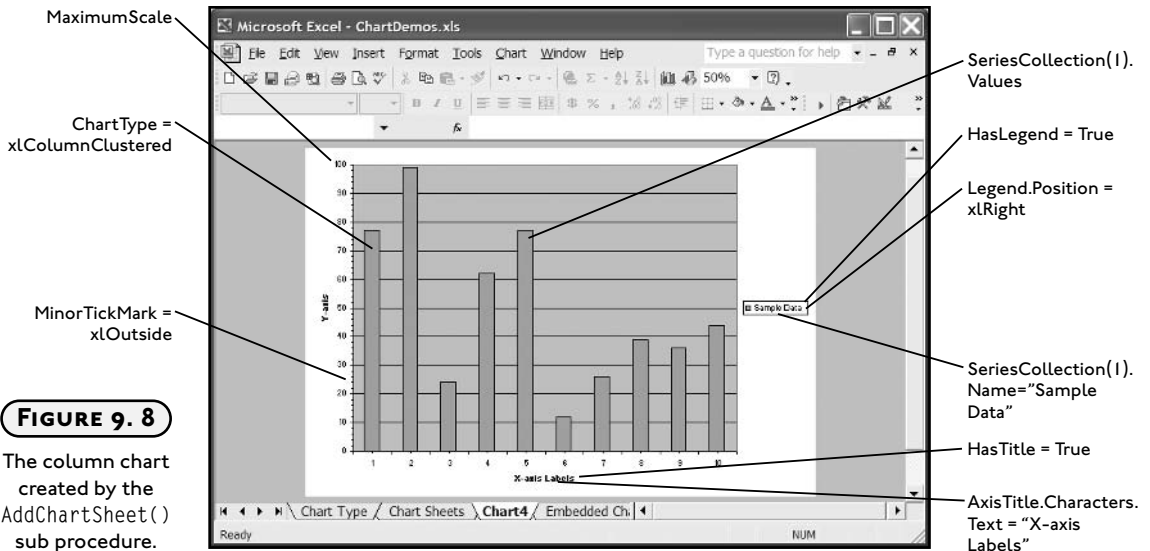 MaximumScale
ChartType =
xlColumnClustered
MinorTickMark =
xlOutside
FIGURE 9. 8
The column chart
created by the
AddChartSheet()
sub procedure.
Microsoft Excel - ChartDemos.xls
File Edit View Insert Format Tools Chart Window Help
Type a question for help
50%
fx
100
90
80
70
60
50
40
30
20
10
0
Y-axis
1 2 3 4 5 6 7 8 9 10
X-axis Labels
Sample Data
Chart Type / Chart Sheets \ Chart4 / Embedded Ch
Ready
NUM
SeriesCollection(1).
Values
HasLegend = True
Legend.Position =
xlRight
SeriesCollection(1).
Name="Sample
Data"
HasTitle = True
AxisTitle.Characters.
Text = "X-axis
Labels"